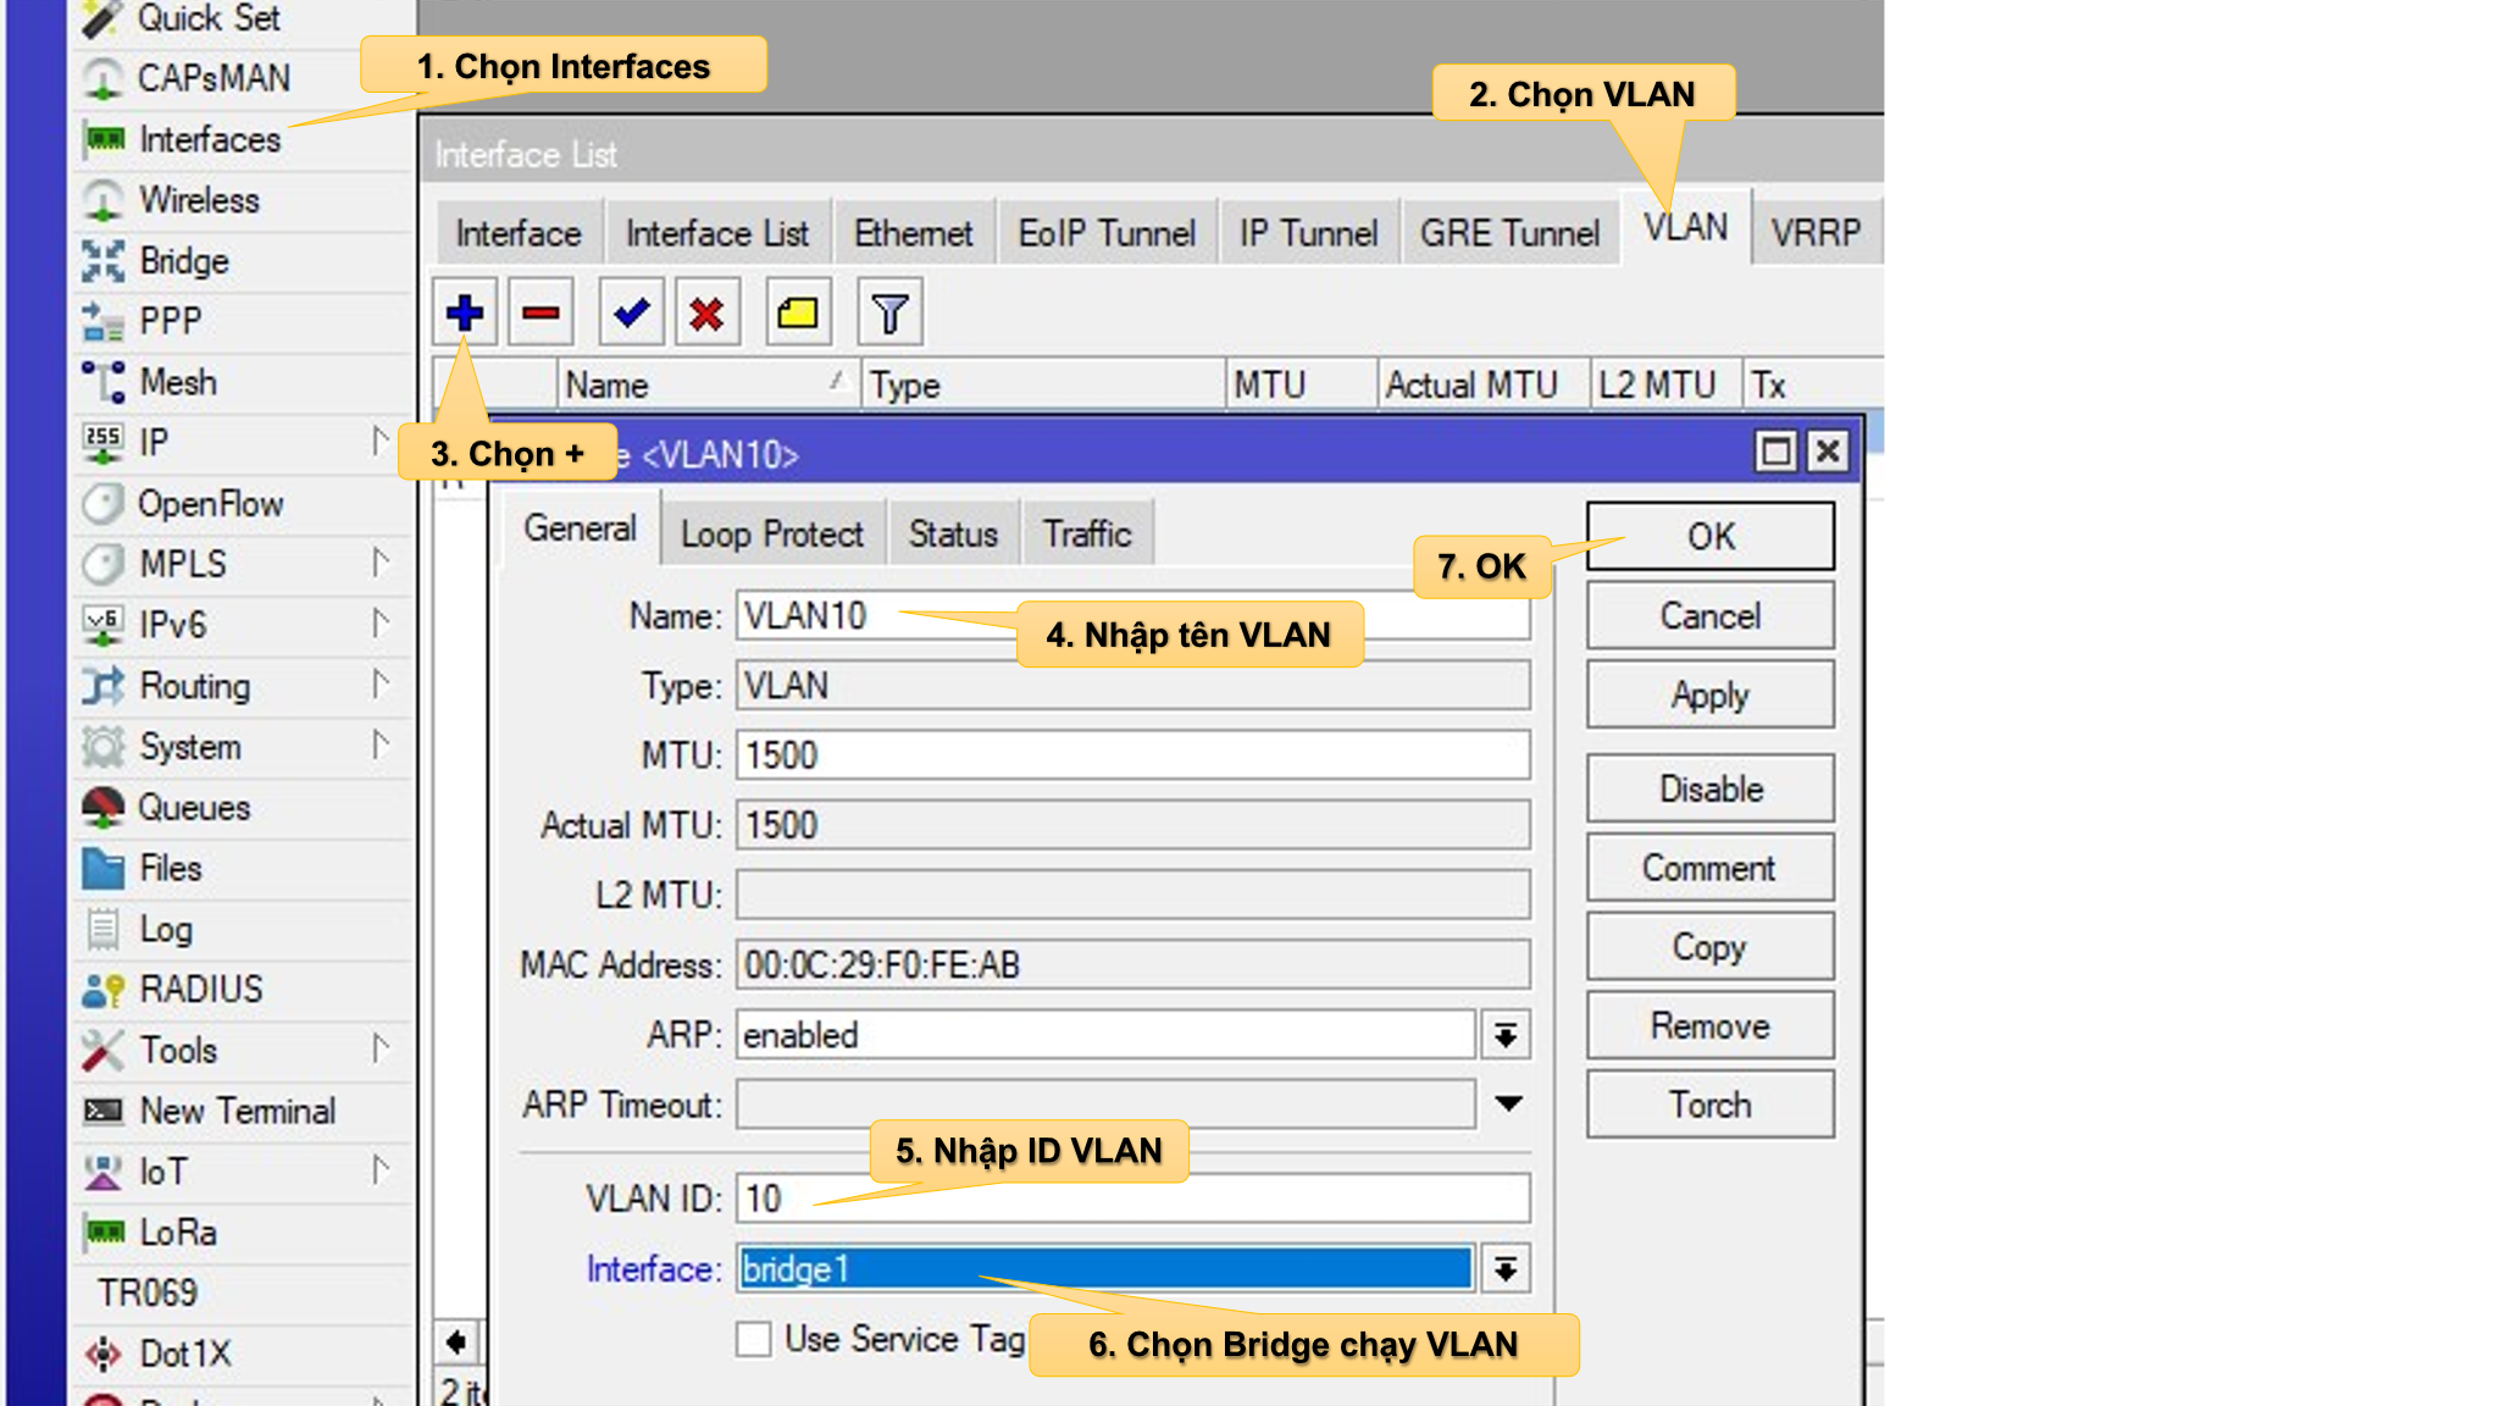 Quick Set
CAPsMAN
Interfaces
Wireless
Bridge
PPP
Mesh
255 IP
OpenFlow
MPLS
v6 IPv6
Routing
System
Queues
Files
Log
RADIUS
Tools
New Terminal
IoT
LoRa
TR069
Dot1X
1. Chọn Interfaces
2. Chọn VLAN
Interface List
Interface
Interface List
Ethernet
EoIP Tunnel
IP Tunnel
GRE Tunnel
VLAN
VRRP
Name
Type
MTU
Actual MTU
L2 MTU
Tx
3. Chọn +
e <VLAN10>
General
Loop Protect
Status
Traffic
7. OK
Name: VLAN10
4. Nhập tên VLAN
Type: VLAN
MTU: 1500
Actual MTU: 1500
L2 MTU:
MAC Address: 00:0C:29:F0:FE:AB
ARP: enabled
ARP Timeout:
5. Nhập ID VLAN
VLAN ID: 10
Interface: bridge1
Use Service Tag
6. Chọn Bridge chạy VLAN
OK
Cancel
Apply
Disable
Comment
Copy
Remove
Torch